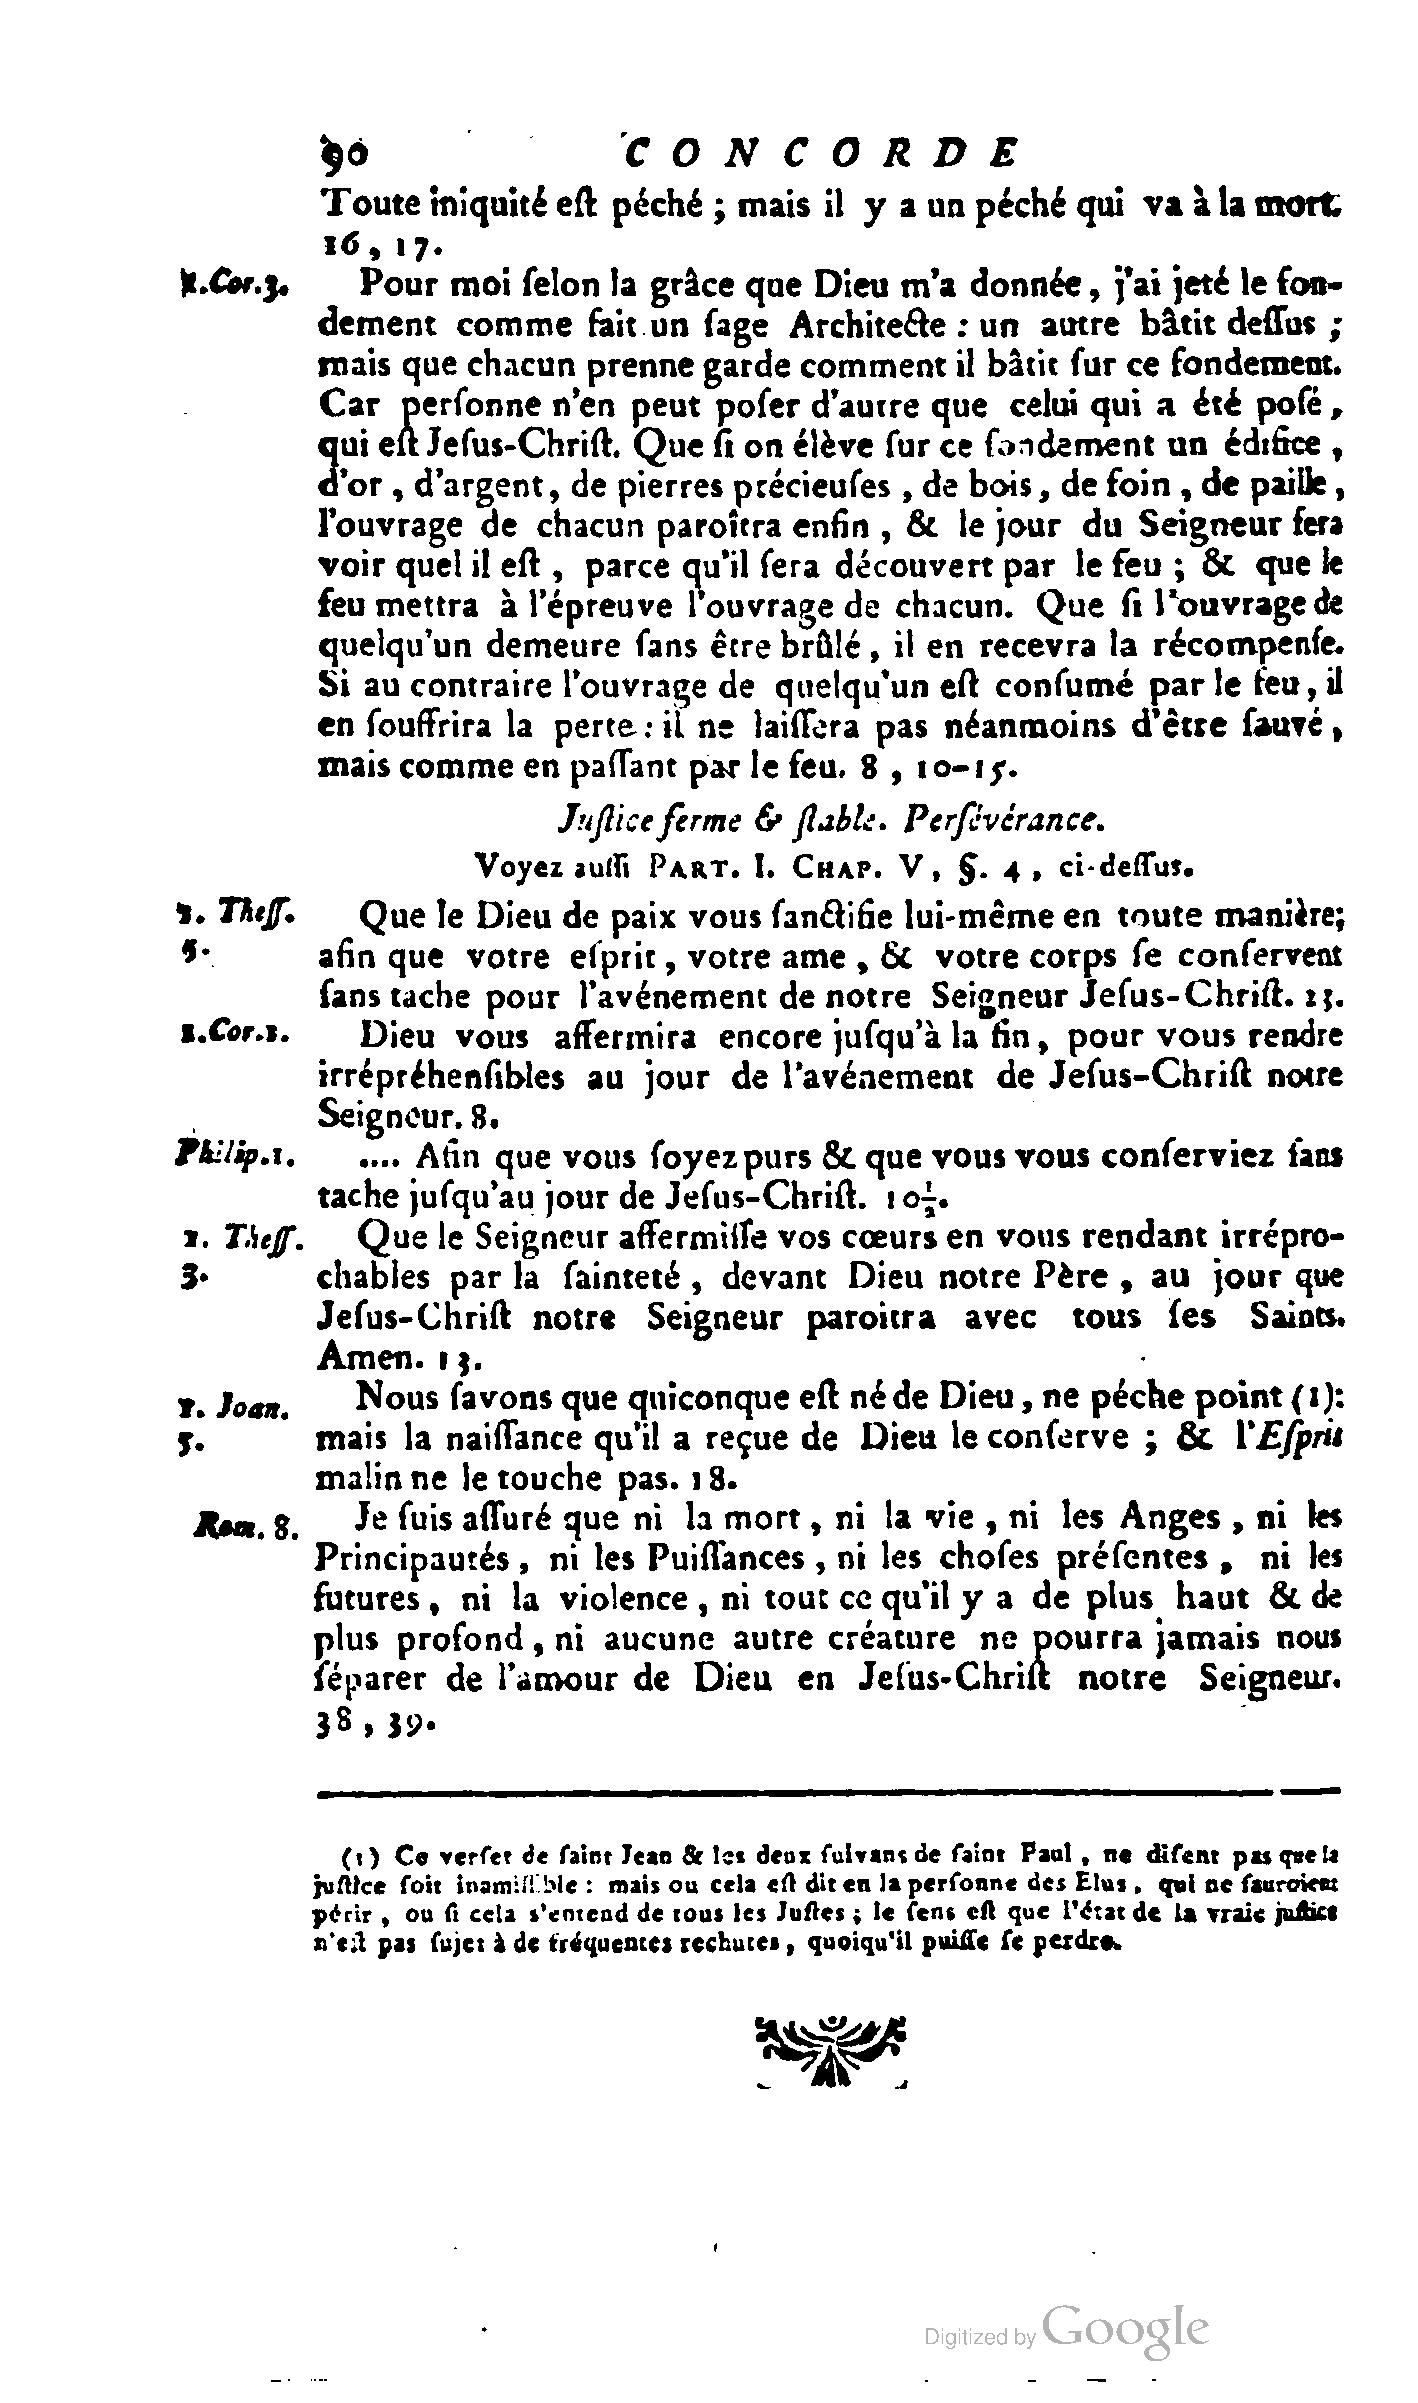 90 CONCORDE
Toute iniquité eſt péché ; mais il y a un péché qui va à la mort.
16, 17.
1.Cor.3. Pour moi ſelon la grâce que Dieu m'a donnée, j'ai jeté le fon-
dement comme fait un ſage Architecte : un autre bâtit deſſus ;
mais que chacun prenne garde comment il bâtit ſur ce fondement.
Car perſonne n'en peut poſer d'autre que celui qui a été poſé,
qui eſt Jeſus-Chriſt. Que ſi on élève ſur ce fondement un édifice,
d'or, d'argent, de pierres précieuſes, de bois, de foin, de paille,
l'ouvrage de chacun paroîtra enfin, & le jour du Seigneur fera
voir quel il eſt, parce qu'il ſera découvert par le feu ; & que le
feu mettra à l'épreuve l'ouvrage de chacun. Que ſi l'ouvrage de
quelqu'un demeure ſans être brûlé, il en recevra la récompenſe.
Si au contraire l'ouvrage de quelqu'un eſt conſumé par le feu, il
en ſouffrira la perte : il ne laiſſera pas néanmoins d'être ſauvé,
mais comme en paſſant par le feu. 8, 10-15.
Juſtice ferme & ſtable. Perſévérance.
Voyez auſſi PART. I. CHAP. V, §. 4, ci-deſſus.
1. Theſſ. Que le Dieu de paix vous ſanctifie lui-même en toute manière;
5. afin que votre eſprit, votre ame, & votre corps ſe conſervent
ſans tache pour l'avénement de notre Seigneur Jeſus-Chriſt. 23.
1.Cor.1. Dieu vous affermira encore juſqu'à la fin, pour vous rendre
irrépréhenſibles au jour de l'avénement de Jeſus-Chriſt notre
Seigneur. 8.
Philip.1. .... Afin que vous ſoyez purs & que vous vous conſerviez ſans
tache juſqu'au jour de Jeſus-Chriſt. 10½.
1. Theſſ. Que le Seigneur affermiſſe vos cœurs en vous rendant irrépro-
3. chables par la ſainteté, devant Dieu notre Père, au jour que
Jeſus-Chriſt notre Seigneur paroitra avec tous ſes Saints.
Amen. 13.
1. Joan. Nous ſavons que quiconque eſt né de Dieu, ne péche point (1):
5. mais la naiſſance qu'il a reçue de Dieu le conſerve ; & l'Eſprit
malin ne le touche pas. 18.
Rom. 8. Je ſuis aſſuré que ni la mort, ni la vie, ni les Anges, ni les
Principautés, ni les Puiſſances, ni les choſes préſentes, ni les
futures, ni la violence, ni tout ce qu'il y a de plus haut & de
plus profond, ni aucune autre créature ne pourra jamais nous
ſéparer de l'amour de Dieu en Jeſus-Chriſt notre Seigneur.
38, 39.
(1) Ce verſet de ſaint Jean & les deux ſuivans de ſaint Paul, ne diſent pas que la
juſtice ſoit inamiſſible : mais ou cela eſt dit en la perſonne des Elus, qui ne ſauroient
périr, ou ſi cela s'entend de tous les Juſtes ; le ſens eſt que l'état de la vraie juſtice
n'eſt pas ſujet à de fréquentes rechutes, quoiqu'il puiſſe ſe perdre.
Digitized by Google